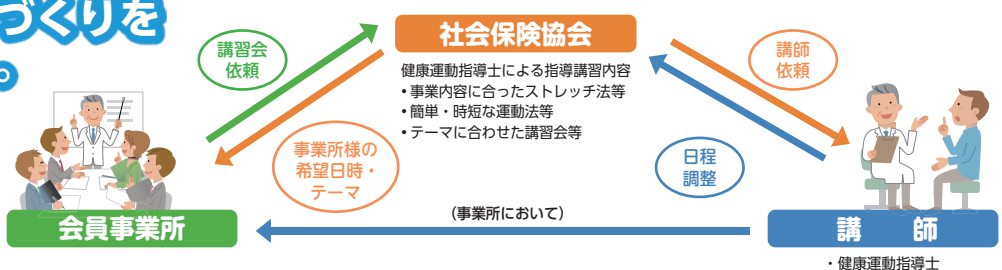 づくりを
。
社会保険協会
講習会
依頼
講師
依頼
健康運動指導士による指導講習内容
•事業内容に合ったストレッチ法等
•簡単・時短な運動法等
•テーマに合わせた講習会等
事業所様の
希望日時・
テーマ
日程
調整
（事業所において）
会員事業所
講　師
・健康運動指導士